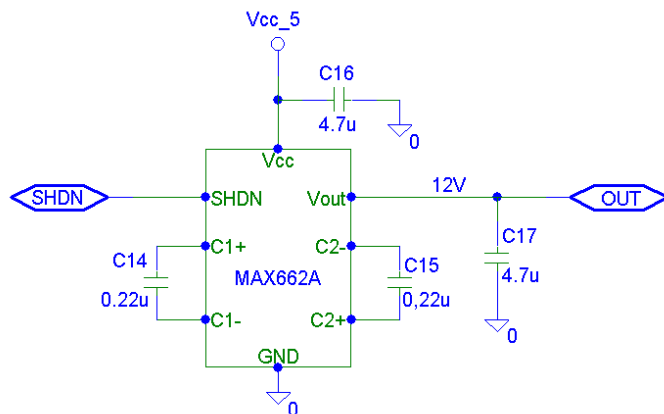 Vcc_5
C16
4.7u
0
Vcc
SHDN
SHDN
Vout
12V
OUT
C14
0.22u
C1+
C1-
MAX662A
C2-
C2+
C15
0,22u
C17
4.7u
0
GND
0